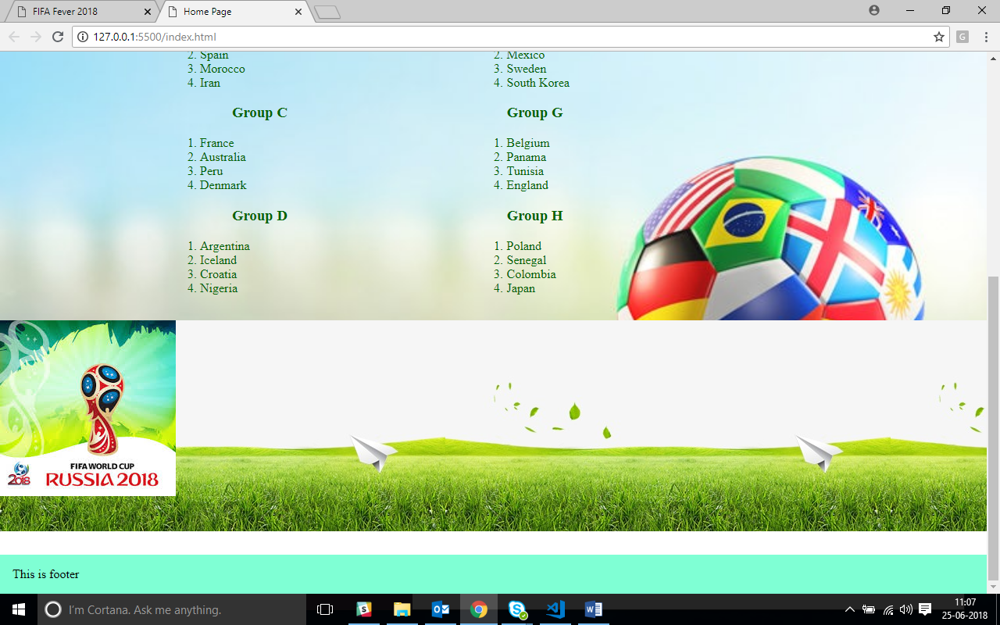 FIFA Fever 2018
Home Page
127.0.0.1:5500/index.html
G
2. Spain
3. Morocco
4. Iran
Group C
1. France
2. Australia
3. Peru
4. Denmark
Group D
1. Argentina
2. Iceland
3. Croatia
4. Nigeria
2. Mexico
3. Sweden
4. South Korea
Group G
1. Belgium
2. Panama
3. Tunisia
4. England
Group H
1. Poland
2. Senegal
3. Colombia
4. Japan
2018
FIFA WORLD CUP
RUSSIA 2018
This is footer
I'm Cortana. Ask me anything.
11:07
25-06-2018